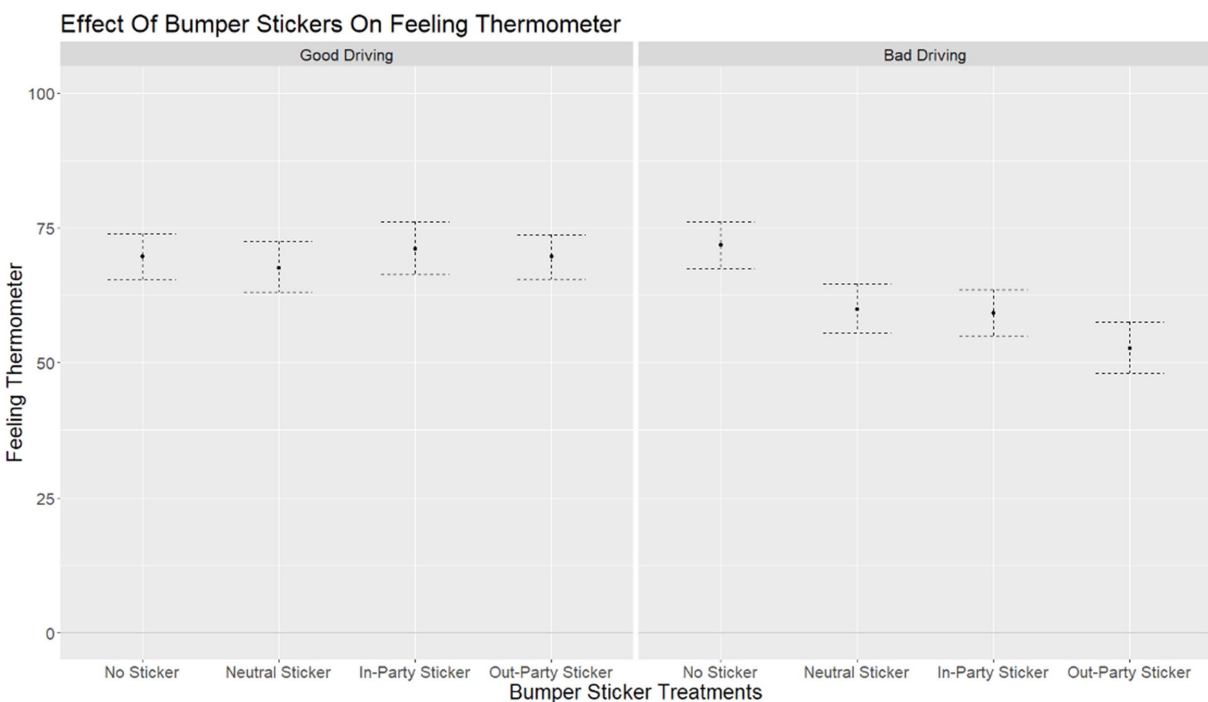 Effect Of Bumper Stickers On Feeling Thermometer
Good Driving
Bad Driving
Feeling Thermometer
100
75
50
25
0
No Sticker
Neutral Sticker
In-Party Sticker
Out-Party Sticker
No Sticker
Neutral Sticker
In-Party Sticker
Out-Party Sticker
Bumper Sticker Treatments